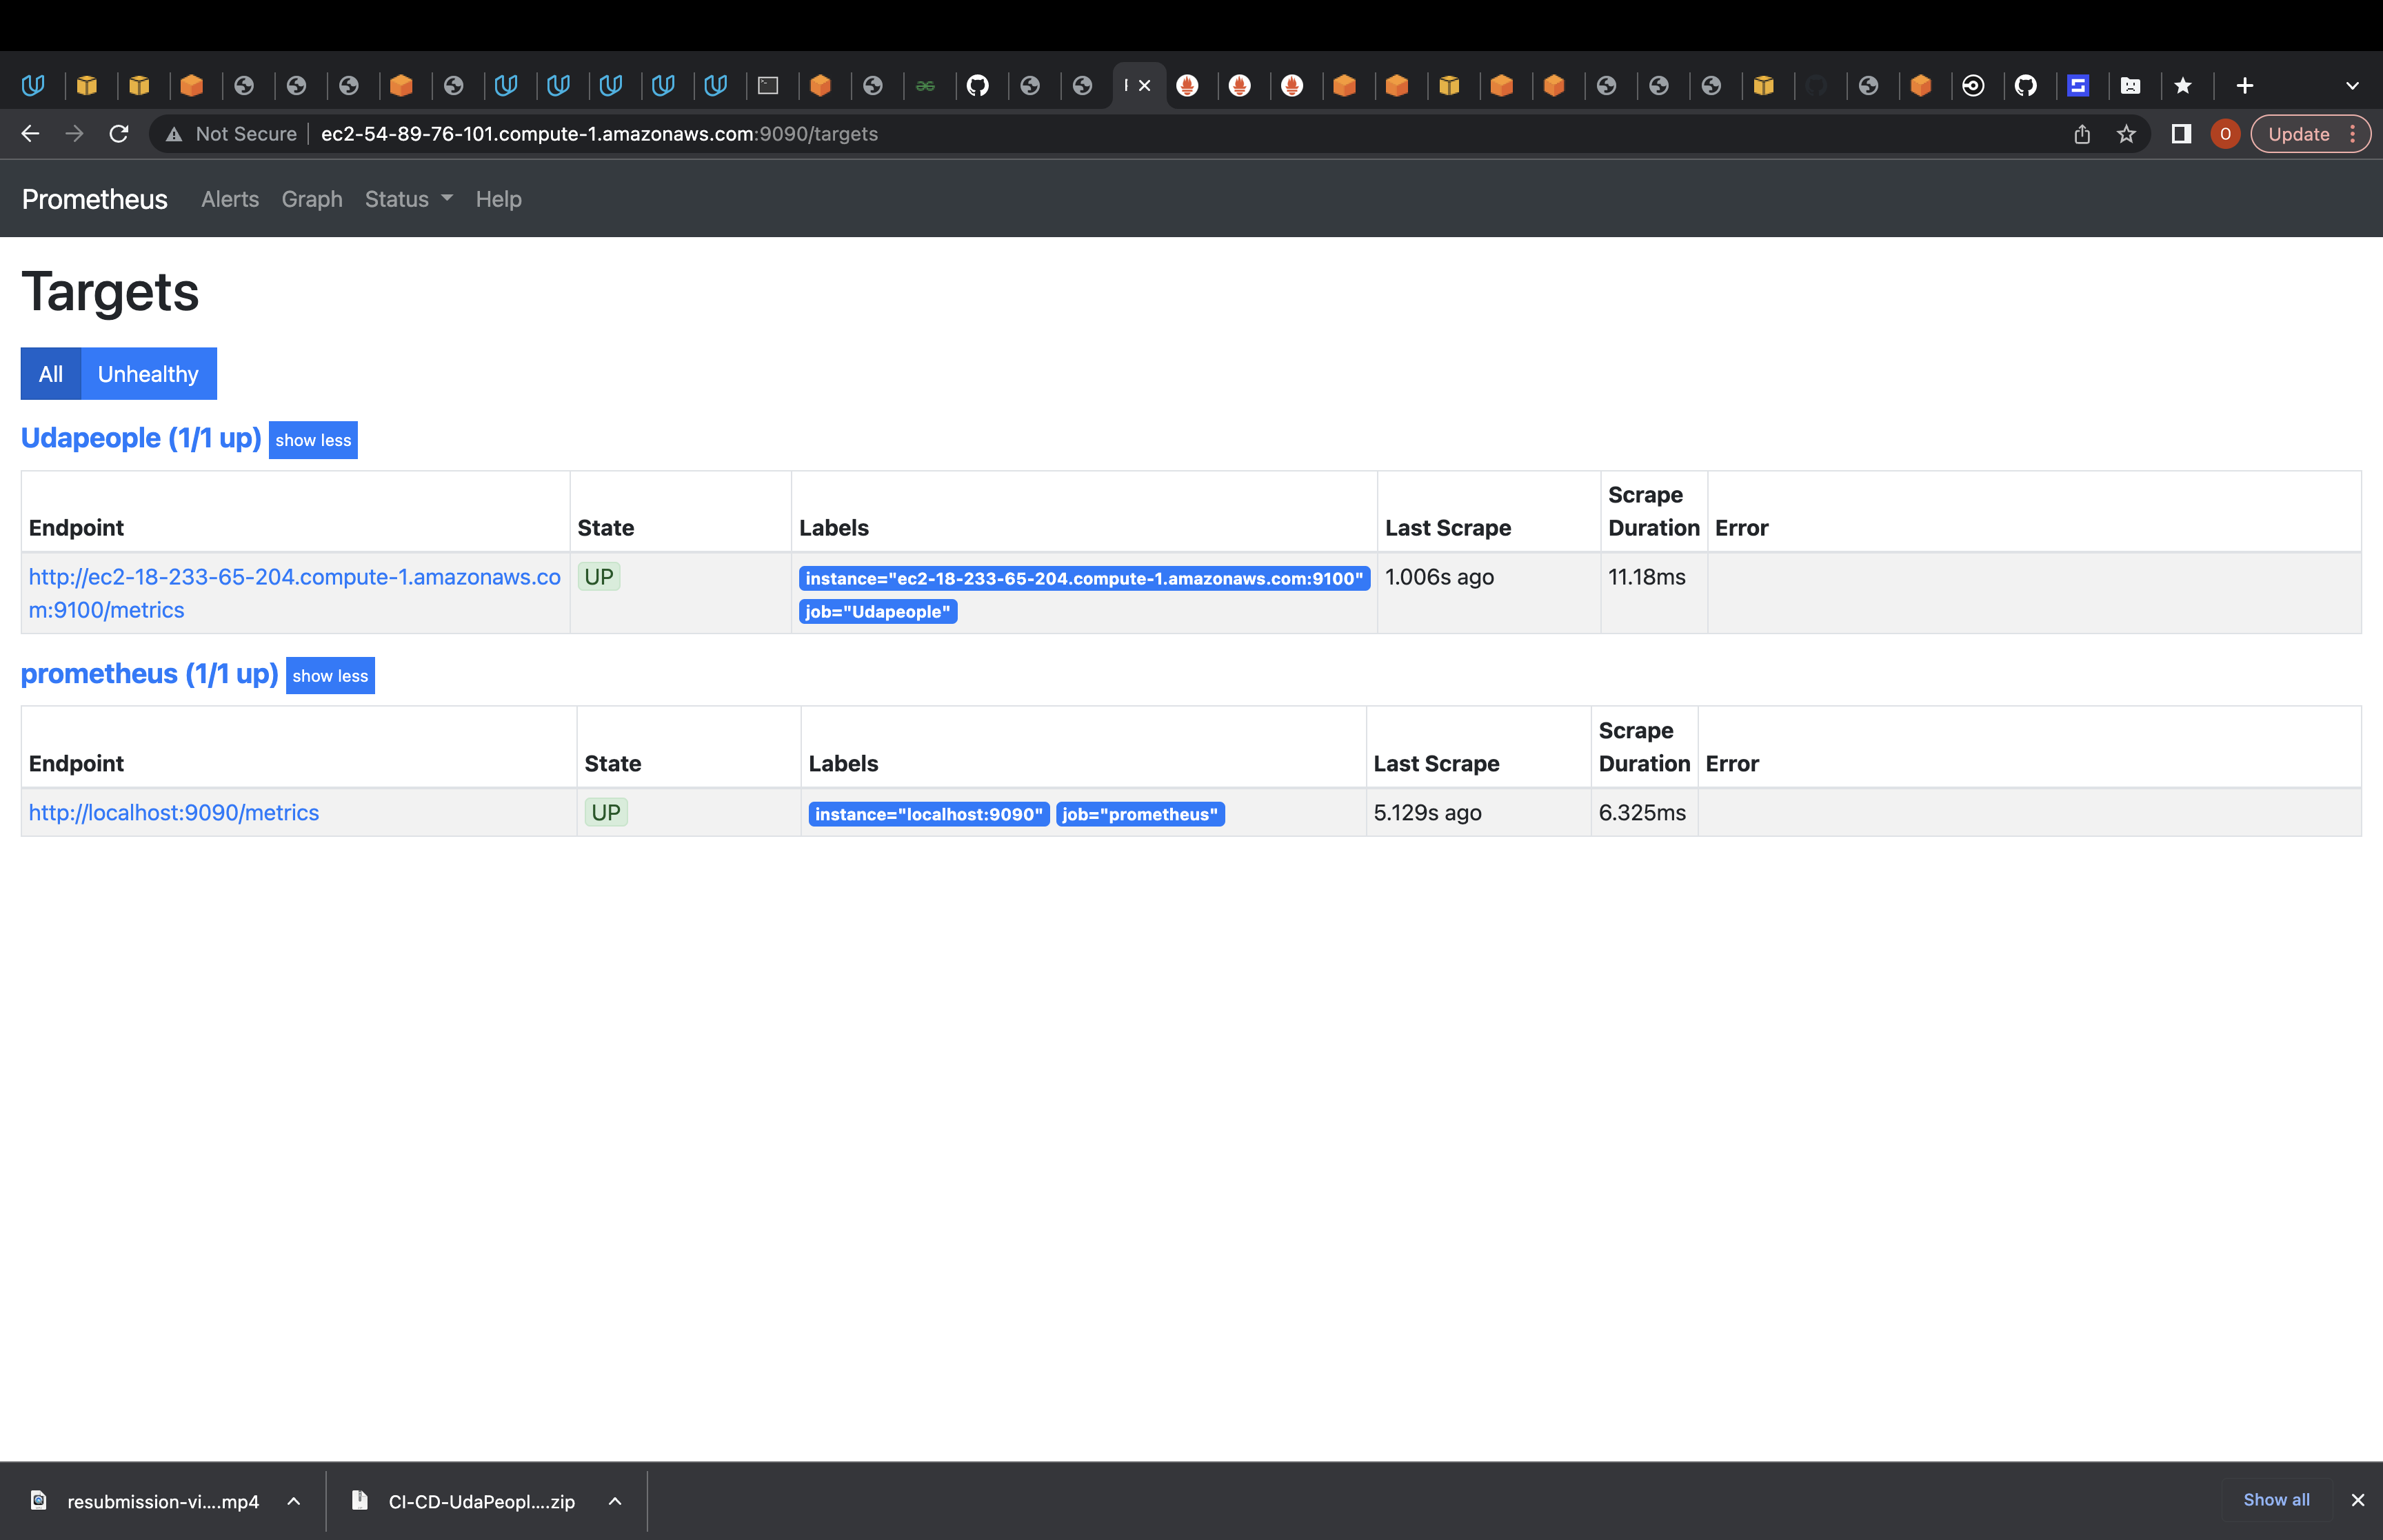 Not Secure ec2-54-89-76-101.compute-1.amazonaws.com:9090/targets
O Update
Prometheus Alerts Graph Status Help
Targets
All Unhealthy
Udapeople (1/1 up) show less
Endpoint State Labels Last Scrape Scrape Duration Error
http://ec2-18-233-65-204.compute-1.amazonaws.co
m:9100/metrics
UP
instance="ec2-18-233-65-204.compute-1.amazonaws.com:9100"
job="Udapeople"
1.006s ago
11.18ms
prometheus (1/1 up) show less
Endpoint State Labels Last Scrape Scrape Duration Error
http://localhost:9090/metrics UP instance="localhost:9090" job="prometheus" 5.129s ago 6.325ms
resubmission-vi....mp4 CI-CD-UdaPeopl....zip Show all